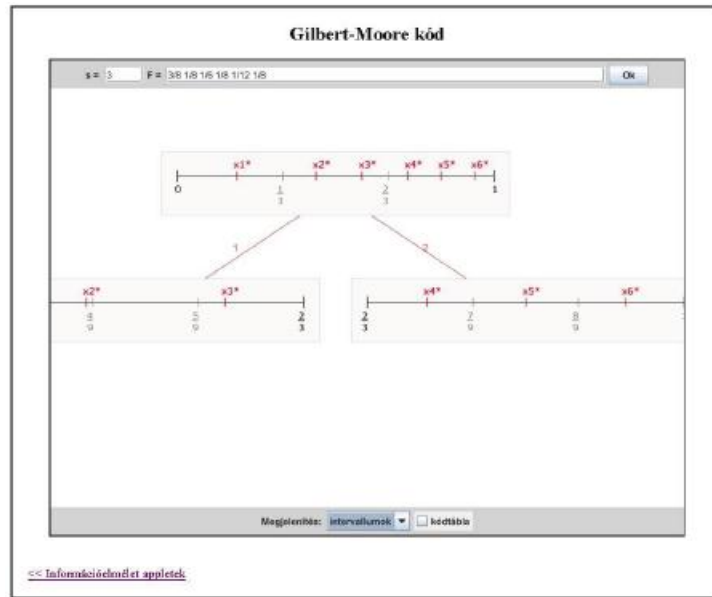 Gilbert-Moore kód
s = 3 F = 3/8 1/8 1/6 1/8 1/12 1/8 Ok
x1* x2* x3* x4* x5* x6*
0 1/3 2/3 1
1 2
x2* x3* x4* x5* x6*
4/9 5/9 2/3 2/3 7/9 8/9
Megjelenítés: intervallumok kódtábla
<< Információelmélet appletek